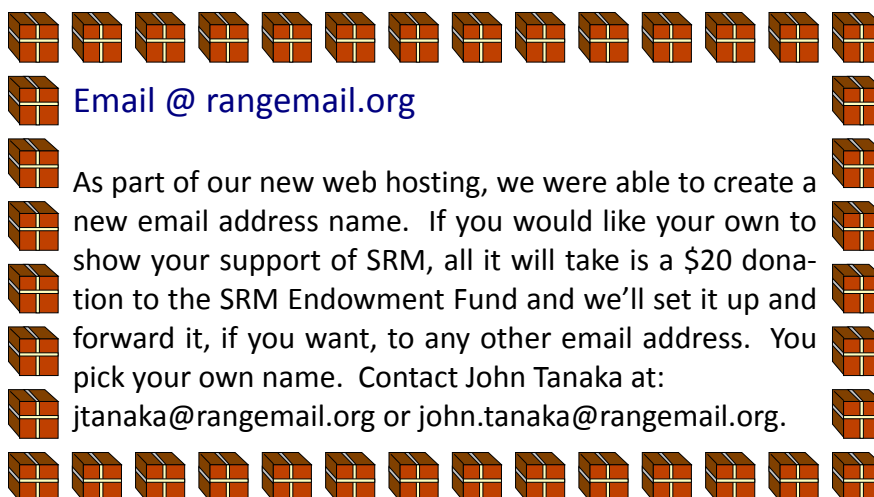 Email @ rangemail.org
As part of our new web hosting, we were able to create a
new email address name.  If you would like your own to
show your support of SRM, all it will take is a $20 dona-
tion to the SRM Endowment Fund and we’ll set it up and
forward it, if you want, to any other email address.  You
pick your own name.  Contact John Tanaka at:
jtanaka@rangemail.org or john.tanaka@rangemail.org.